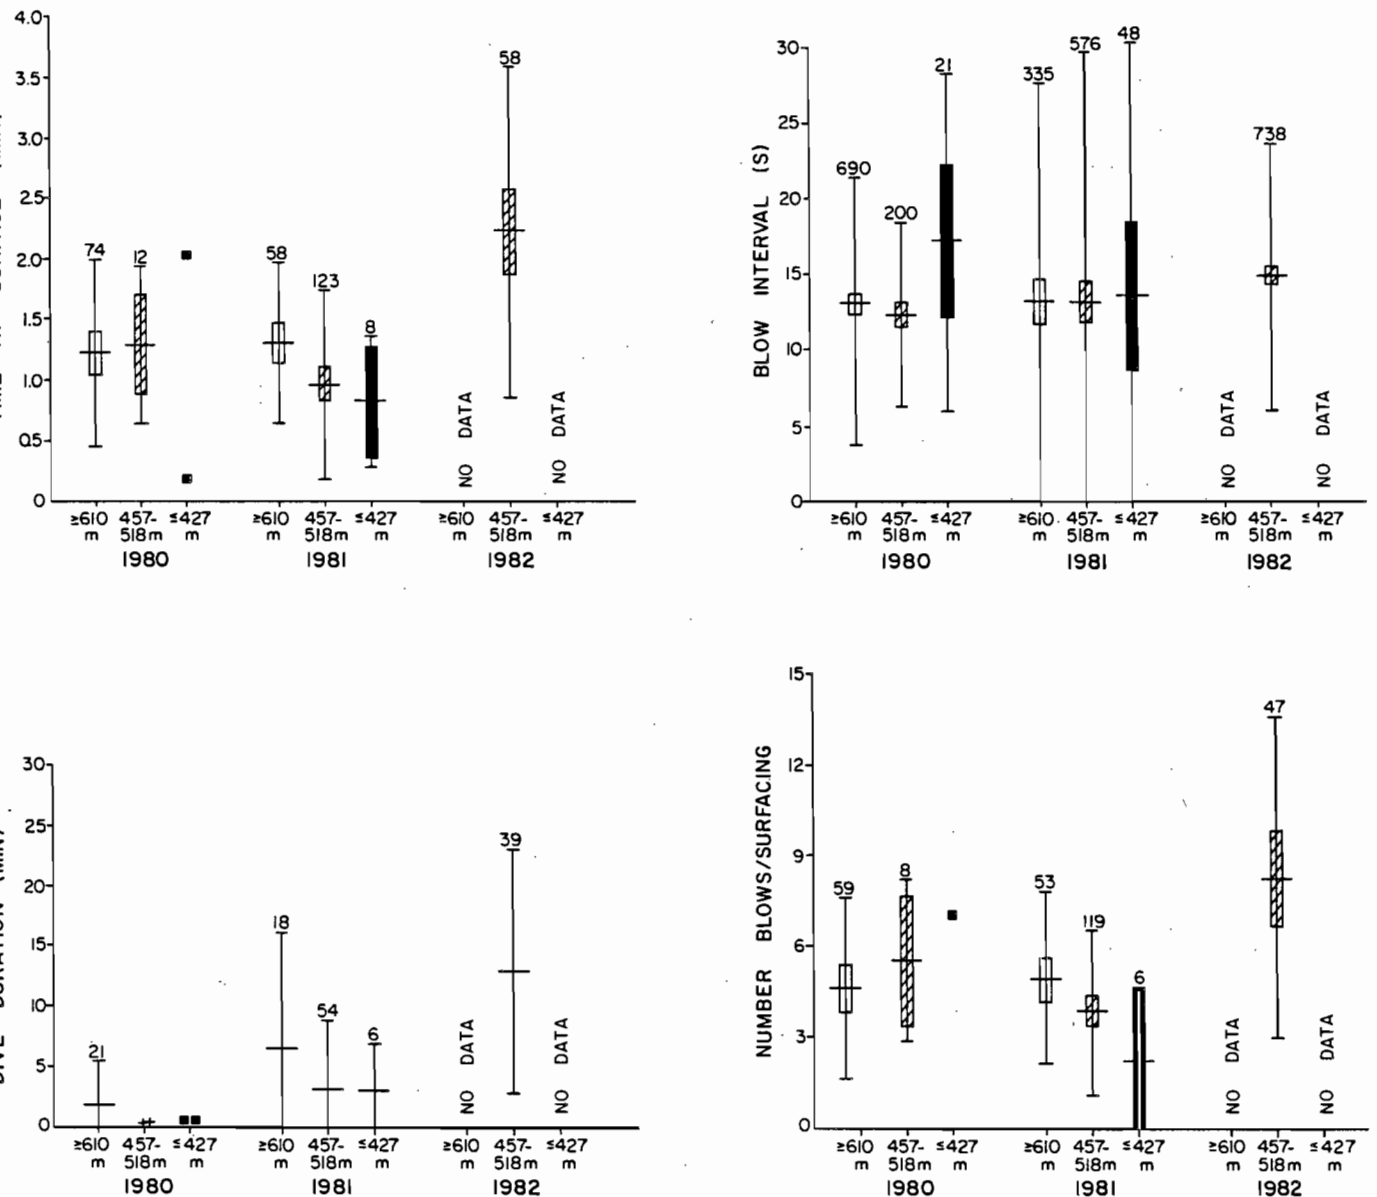 4.0
3.5
3.0
2.5
2.0
1.5
1.0
0.5
0
74 12 58 123 8 58
NO DATA NO DATA
≥610 m 457-518m ≤427 m ≥610 m 457-518m ≤427 m ≥610 m 457-518m ≤427 m
1980 1981 1982
BLOW INTERVAL (S)
30
25
20
15
10
5
0
690 200 21 335 576 48 738
NO DATA NO DATA
≥610 m 457-518m ≤427 m ≥610 m 457-518m ≤427 m ≥610 m 457-518m ≤427 m
1980 1981 1982
30
25
20
15
10
5
0
21 18 54 6 39
NO DATA NO DATA
≥610 m 457-518m ≤427 m ≥610 m 457-518m ≤427 m ≥610 m 457-518m ≤427 m
1980 1981 1982
NUMBER BLOWS/SURFACING
15
12
9
6
3
0
59 8 53 119 6 47
NO DATA NO DATA
≥610 m 457-518m ≤427 m ≥610 m 457-518m ≤427 m ≥610 m 457-518m ≤427 m
1980 1981 1982